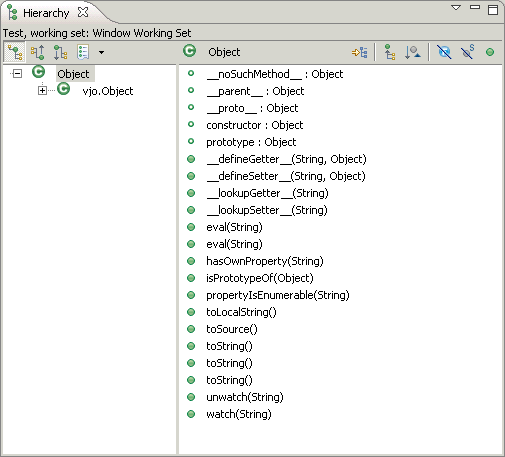 Hierarchy
Test, working set: Window Working Set
Object
vjo.Object
Object
__noSuchMethod__ : Object
__parent__ : Object
__proto__ : Object
constructor : Object
prototype : Object
__defineGetter__(String, Object)
__defineSetter__(String, Object)
__lookupGetter__(String)
__lookupSetter__(String)
eval(String)
eval(String)
hasOwnProperty(String)
isPrototypeOf(Object)
propertyIsEnumerable(String)
toLocalString()
toSource()
toString()
toString()
toString()
unwatch(String)
watch(String)